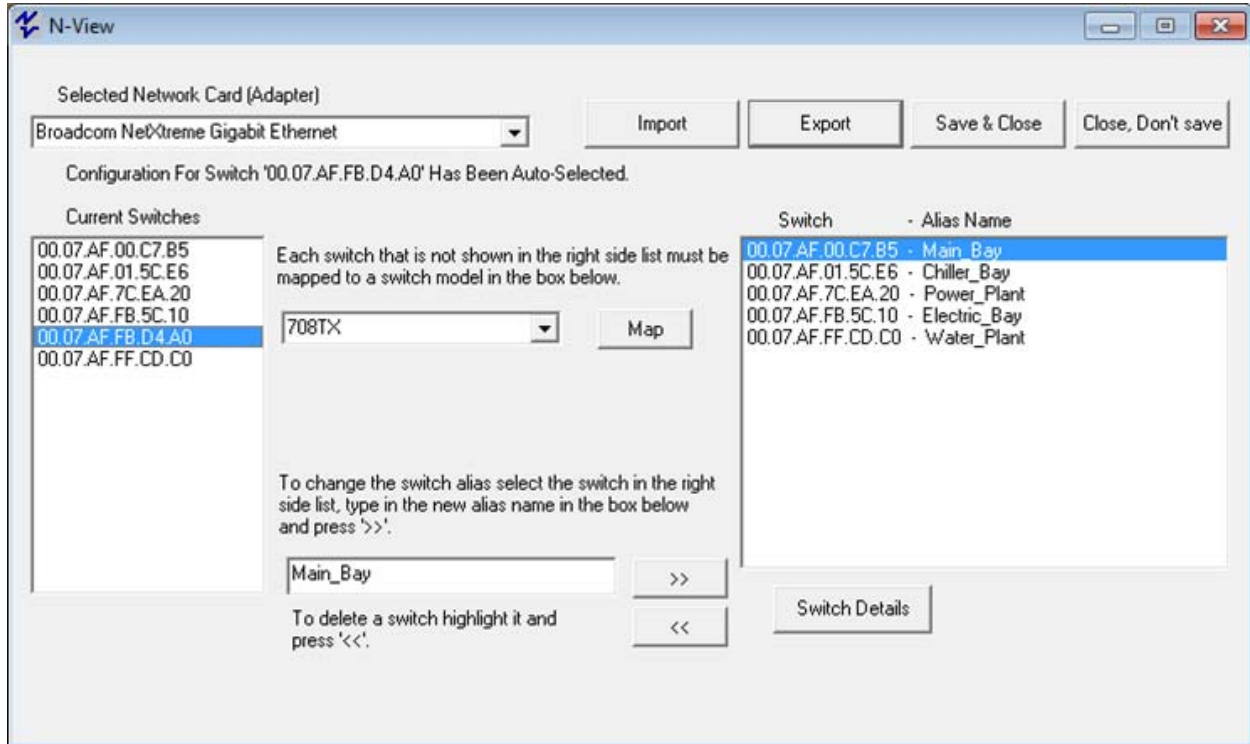 N-View
Selected Network Card (Adapter)
Broadcom NetXtreme Gigabit Ethernet
Import
Export
Save & Close
Close, Don't save
Configuration For Switch '00.07.AF.FB.D4.A0' Has Been Auto-Selected.
Current Switches
00.07.AF.00.C7.B5
00.07.AF.01.5C.E6
00.07.AF.7C.EA.20
00.07.AF.FB.5C.10
00.07.AF.FB.D4.A0
00.07.AF.FF.CD.C0
Each switch that is not shown in the right side list must be
mapped to a switch model in the box below.
708TX
Map
To change the switch alias select the switch in the right
side list, type in the new alias name in the box below
and press '>>'.
Main_Bay
>>
To delete a switch highlight it and
press '<<'.
<<
Switch - Alias Name
00.07.AF.00.C7.B5 - Main_Bay
00.07.AF.01.5C.E6 - Chiller_Bay
00.07.AF.7C.EA.20 - Power_Plant
00.07.AF.FB.5C.10 - Electric_Bay
00.07.AF.FF.CD.C0 - Water_Plant
Switch Details